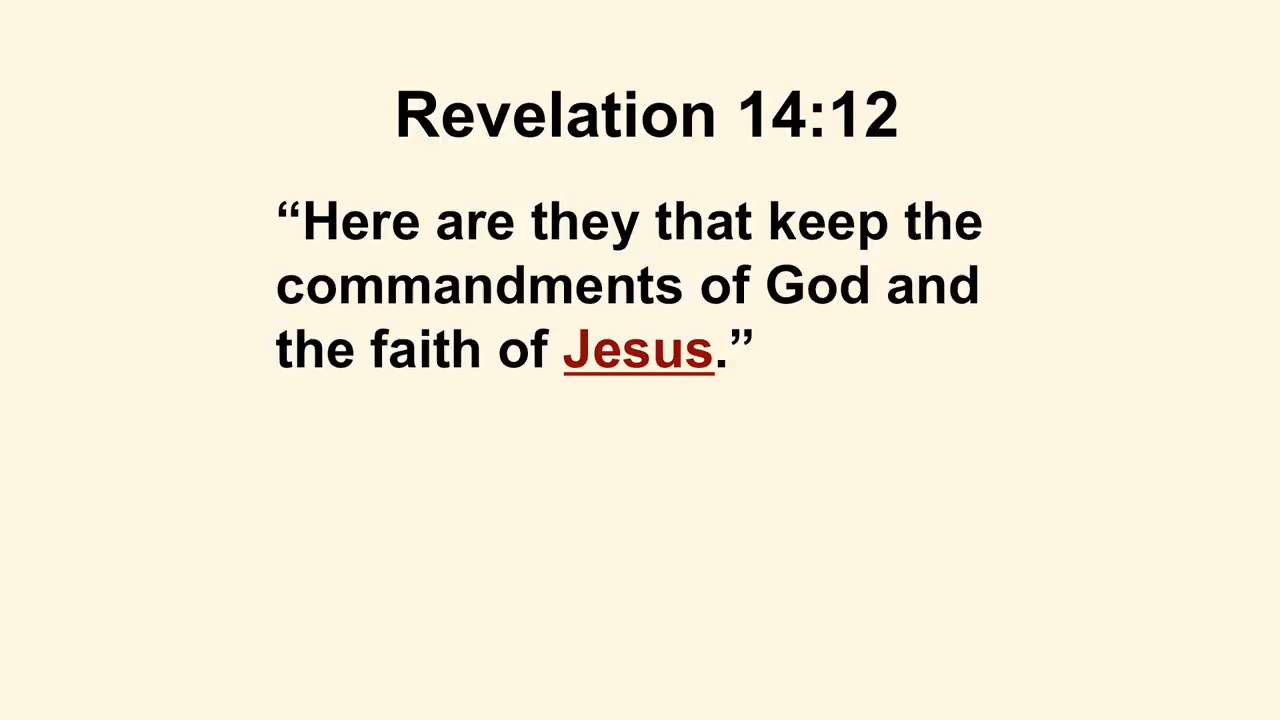 Revelation 14:12
“Here are they that keep the
commandments of God and
the faith of Jesus.”